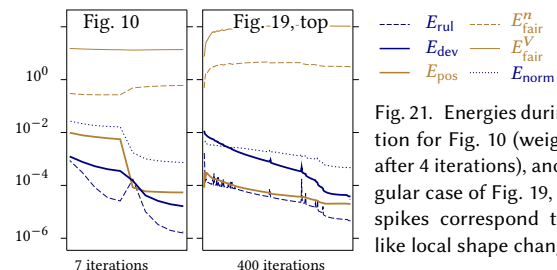 Fig. 10
Fig. 19, top
10^0
10^-2
10^-4
10^-6
7 iterations
400 iterations
E_rul
E_dev
E_pos
E^n_fair
E^V_fair
E_norm
Fig. 21. Energies durin
tion for Fig. 10 (weig
after 4 iterations), and
gular case of Fig. 19,
spikes correspond t
like local shape chang